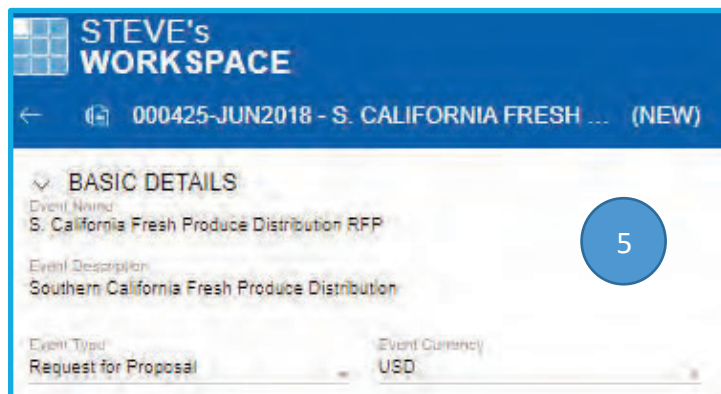 STEVE's
WORKSPACE
000425-JUN2018 - S. CALIFORNIA FRESH ... (NEW)
BASIC DETAILS
Event Name
S. California Fresh Produce Distribution RFP
5
Event Description
Southern California Fresh Produce Distribution
Event Type Event Currency
Request for Proposal USD